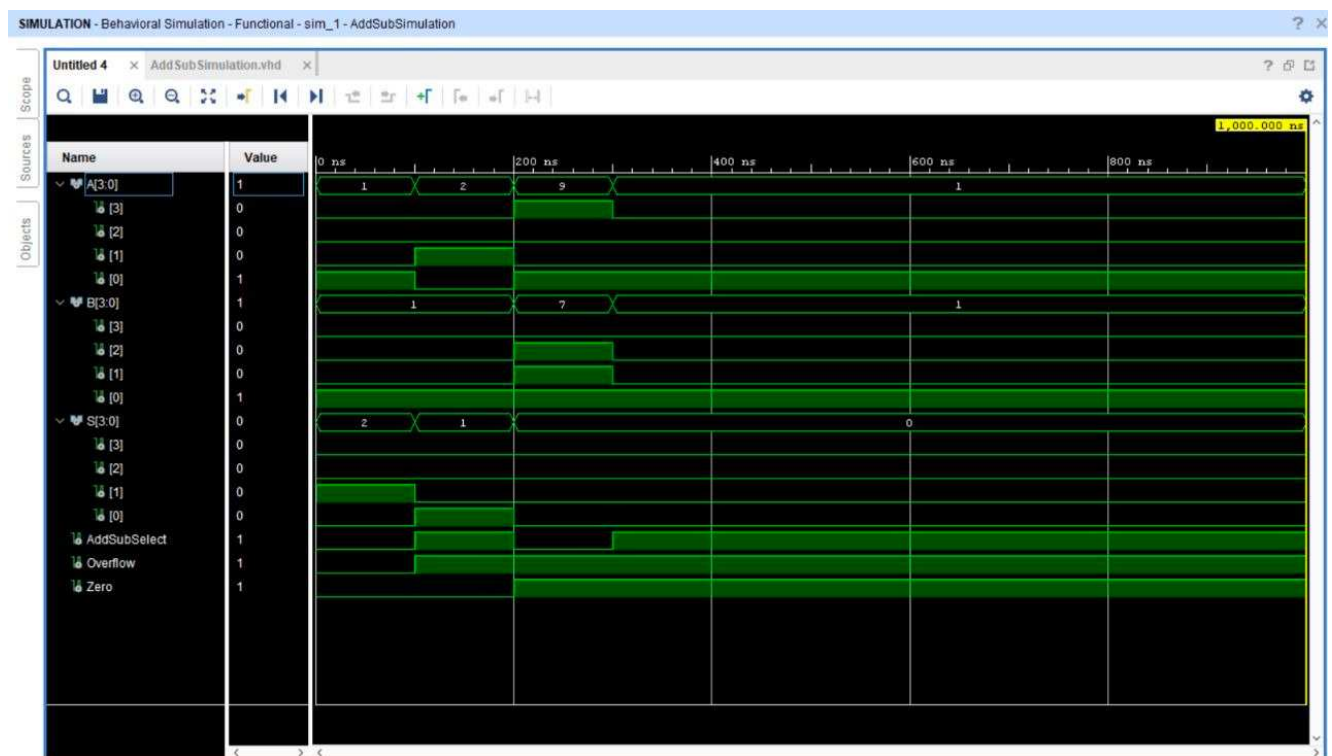 SIMULATION - Behavioral Simulation - Functional - sim_1 - AddSubSimulation
Scope
Sources
Objects
Untitled 4 AddSubSimulation.vhd
1,000.000 ns
Name Value
0 ns 200 ns 400 ns 600 ns 800 ns
A[3:0] 1 1 2 9 1
[3] 0
[2] 0
[1] 0
[0] 1
B[3:0] 1 1 7 1
[3] 0
[2] 0
[1] 0
[0] 1
S[3:0] 0 2 1 0
[3] 0
[2] 0
[1] 0
[0] 0
AddSubSelect 1
Overflow 1
Zero 1